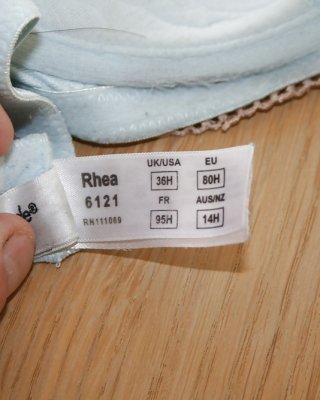 Rhea
6121
RN111069
UK/USA EU
36H 80H
FR AUS/NZ
95H 14H